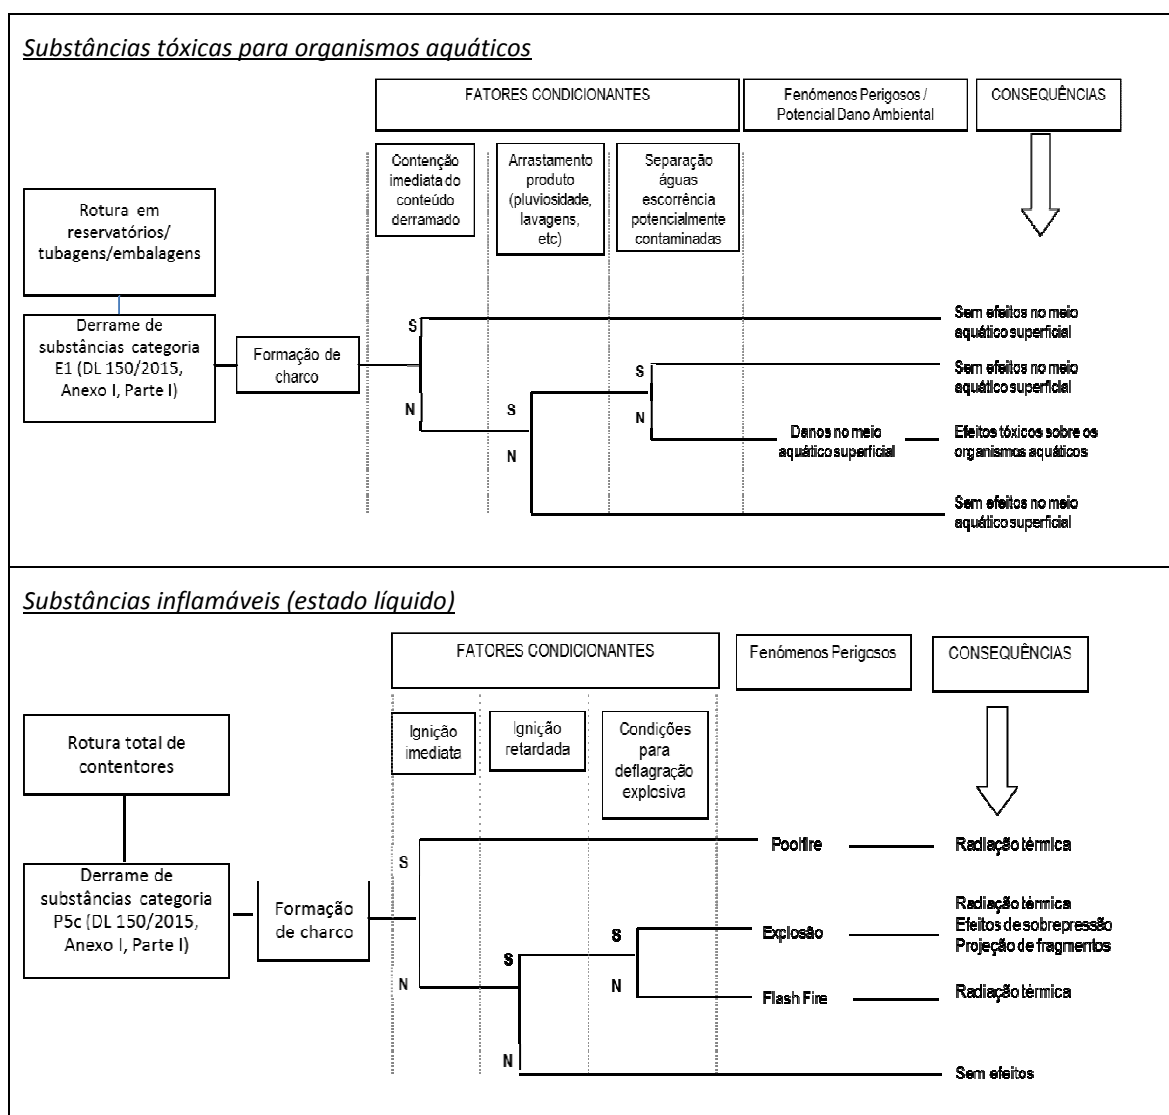 Substâncias tóxicas para organismos aquáticos
FATORES CONDICIONANTES
Fenómenos Perigosos /
Potencial Dano Ambiental
CONSEQUÊNCIAS
Contenção
imediata do
conteúdo
derramado
Arrastamento
produto
(pluviosidade,
lavagens,
etc)
Separação
águas
escorrência
potencialmente
contaminadas
Rotura em
reservatórios/
tubagens/embalagens
Derrame de
substâncias categoria
E1 (DL 150/2015,
Anexo I, Parte I)
Formação de
charco
S
N
S
N
S
N
Sem efeitos no meio
aquático superficial
Sem efeitos no meio
aquático superficial
Danos no meio
aquático superficial
Efeitos tóxicos sobre os
organismos aquáticos
Sem efeitos no meio
aquático superficial
Substâncias inflamáveis (estado líquido)
FATORES CONDICIONANTES
Fenómenos Perigosos
CONSEQUÊNCIAS
Ignição
imediata
Ignição
retardada
Condições
para
deflagração
explosiva
Rotura total de
contentores
Derrame de
substâncias categoria
P5c (DL 150/2015,
Anexo I, Parte I)
Formação
de charco
S
N
S
N
S
N
Poolfire
Radiação térmica
Explosão
Radiação térmica
Efeitos de sobrepressão
Projeção de fragmentos
Flash Fire
Radiação térmica
Sem efeitos